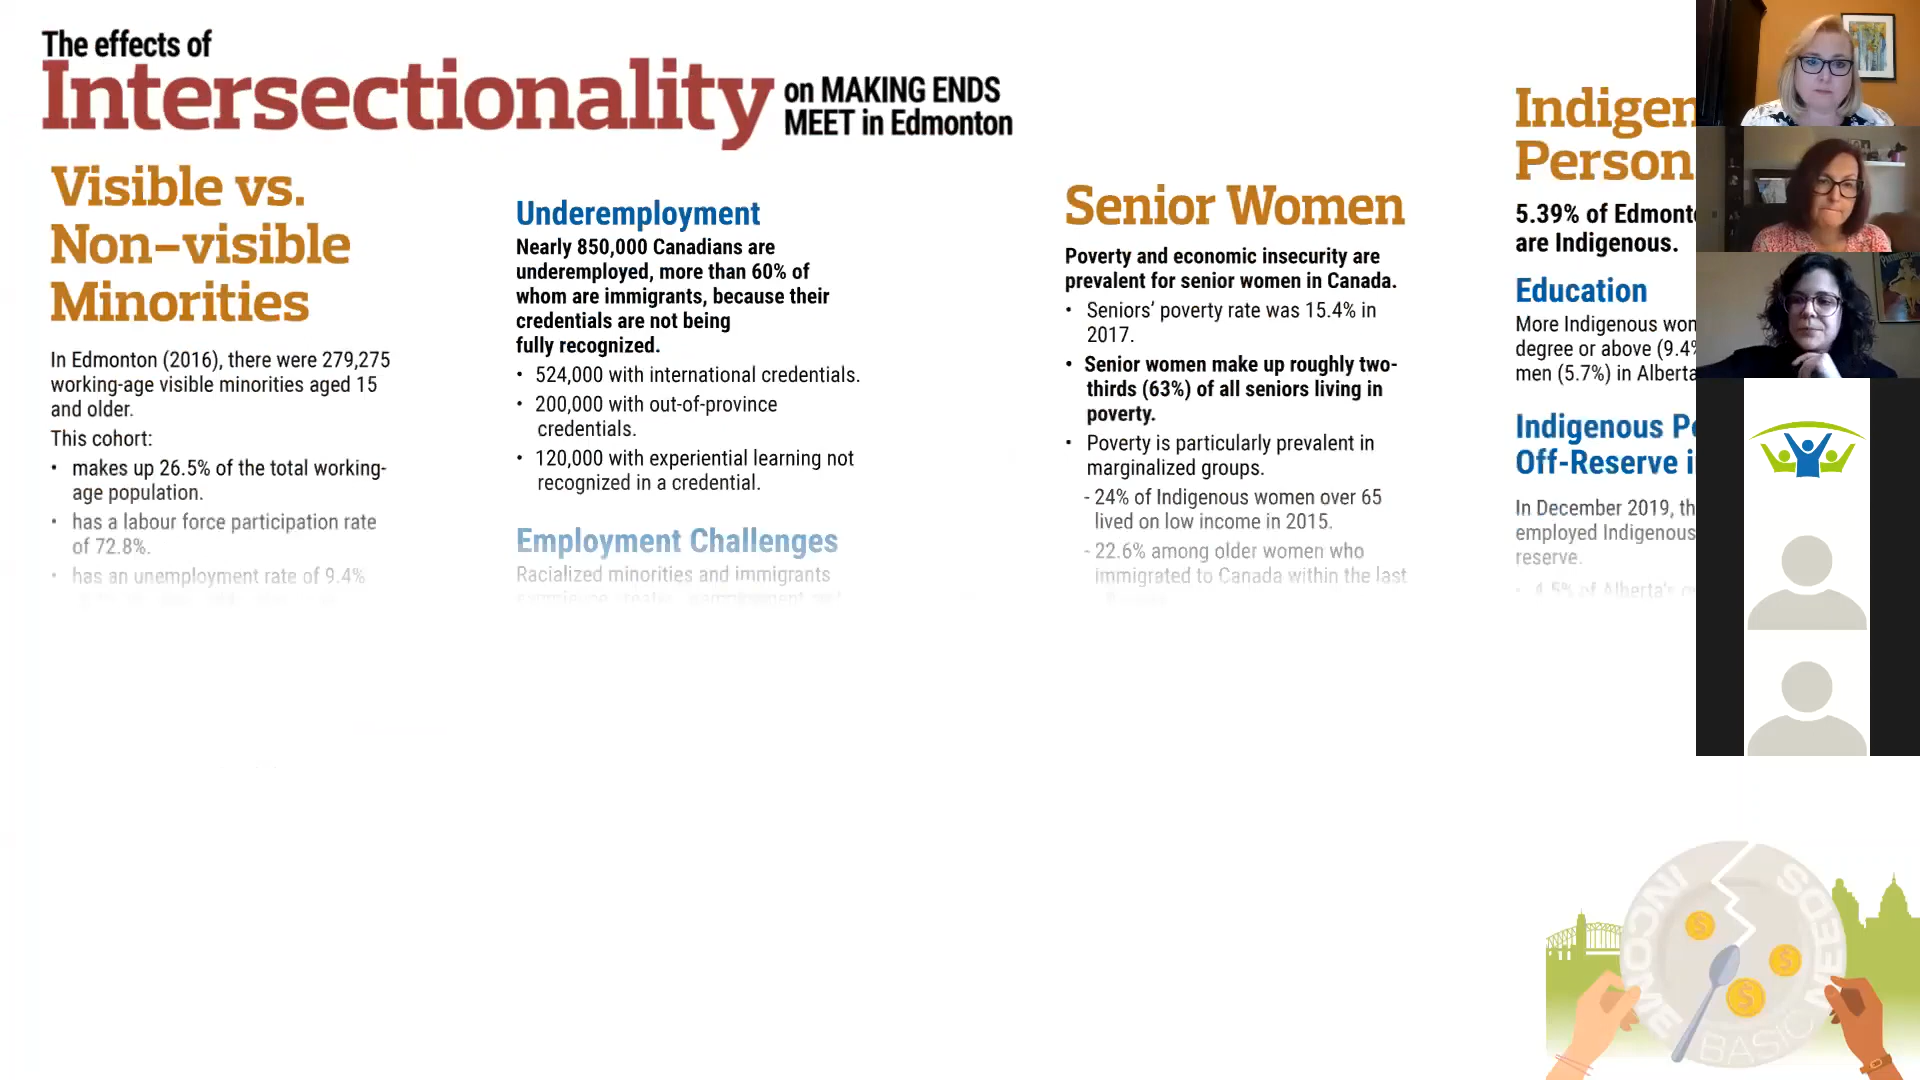 The effects of
Intersectionality
on MAKING ENDS
MEET in Edmonton
Visible vs.
Non-visible
Minorities
In Edmonton (2016), there were 279,275
working-age visible minorities aged 15
and older.
This cohort:
• makes up 26.5% of the total working-
age population.
• has a labour force participation rate
of 72.8%.
• has an unemployment rate of 9.4%
Underemployment
Nearly 850,000 Canadians are
underemployed, more than 60% of
whom are immigrants, because their
credentials are not being
fully recognized.
• 524,000 with international credentials.
• 200,000 with out-of-province
credentials.
• 120,000 with experiential learning not
recognized in a credential.
Employment Challenges
Racialized minorities and immigrants
Senior Women
Poverty and economic insecurity are
prevalent for senior women in Canada.
• Seniors' poverty rate was 15.4% in
2017.
• Senior women make up roughly two-
thirds (63%) of all seniors living in
poverty.
• Poverty is particularly prevalent in
marginalized groups.
- 24% of Indigenous women over 65
lived on low income in 2015.
- 22.6% among older women who
immigrated to Canada within the last
Indigen
Person
5.39% of Edmont
are Indigenous.
Education
More Indigenous won
degree or above (9.4%
men (5.7%) in Alberta
Indigenous P
Off-Reserve i
In December 2019, th
employed Indigenous
reserve.
• 4.5% of Alberta's
INCOME
BASIC
NEEDS